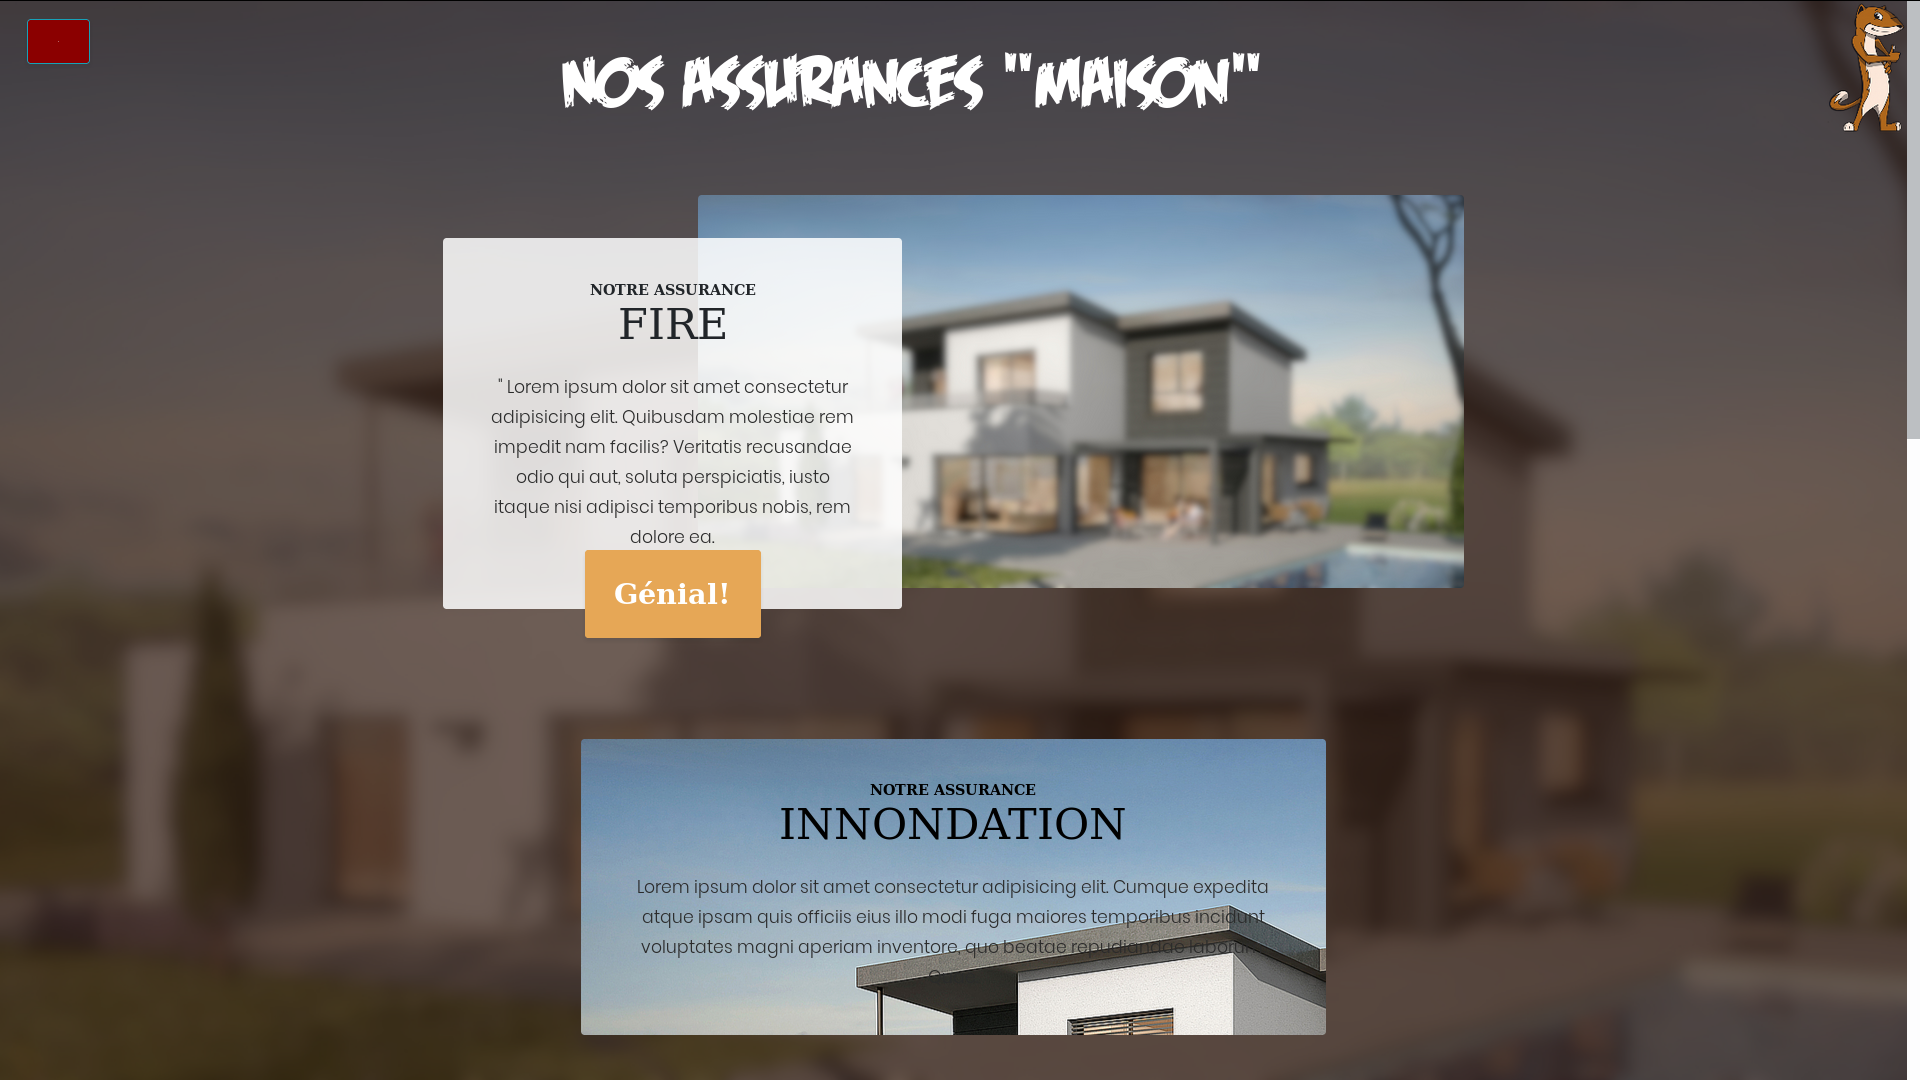 NOS ASSURANCES "MAISON"
NOTRE ASSURANCE
FIRE
" Lorem ipsum dolor sit amet consectetur
adipisicing elit. Quibusdam molestiae rem
impedit nam facilis? Veritatis recusandae
odio qui aut, soluta perspiciatis, iusto
itaque nisi adipisci temporibus nobis, rem
dolore ea.
Génial!
NOTRE ASSURANCE
INNONDATION
Lorem ipsum dolor sit amet consectetur adipisicing elit. Cumque expedita
atque ipsam quis officiis eius illo modi fuga maiores temporibus incidunt
voluptates magni aperiam inventore, quo beatae repudiandae